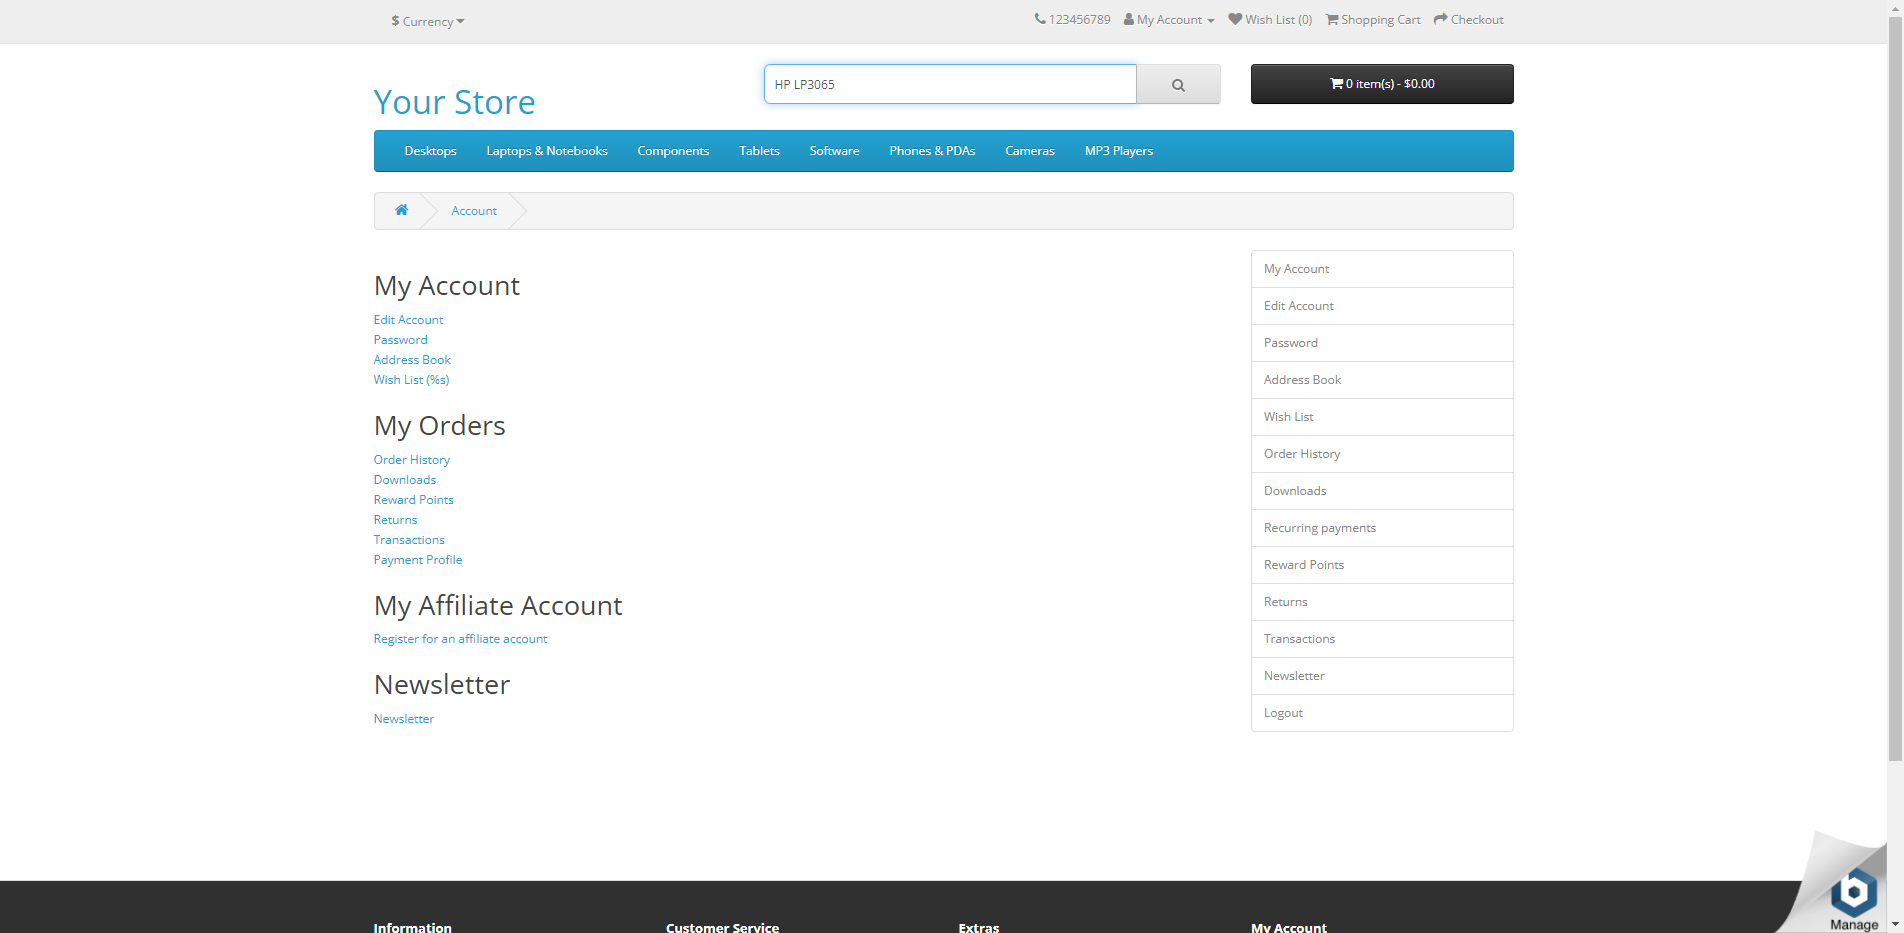 $ Currency
123456789 My Account Wish List (0) Shopping Cart Checkout
Your Store
HP LP3065
0 item(s) - $0.00
Desktops Laptops & Notebooks Components Tablets Software Phones & PDAs Cameras MP3 Players
Account
My Account
Edit Account
Password
Address Book
Wish List (%s)
My Orders
Order History
Downloads
Reward Points
Returns
Transactions
Payment Profile
My Affiliate Account
Register for an affiliate account
Newsletter
Newsletter
My Account
Edit Account
Password
Address Book
Wish List
Order History
Downloads
Recurring payments
Reward Points
Returns
Transactions
Newsletter
Logout
Information Customer Service Extras My Account
Manage